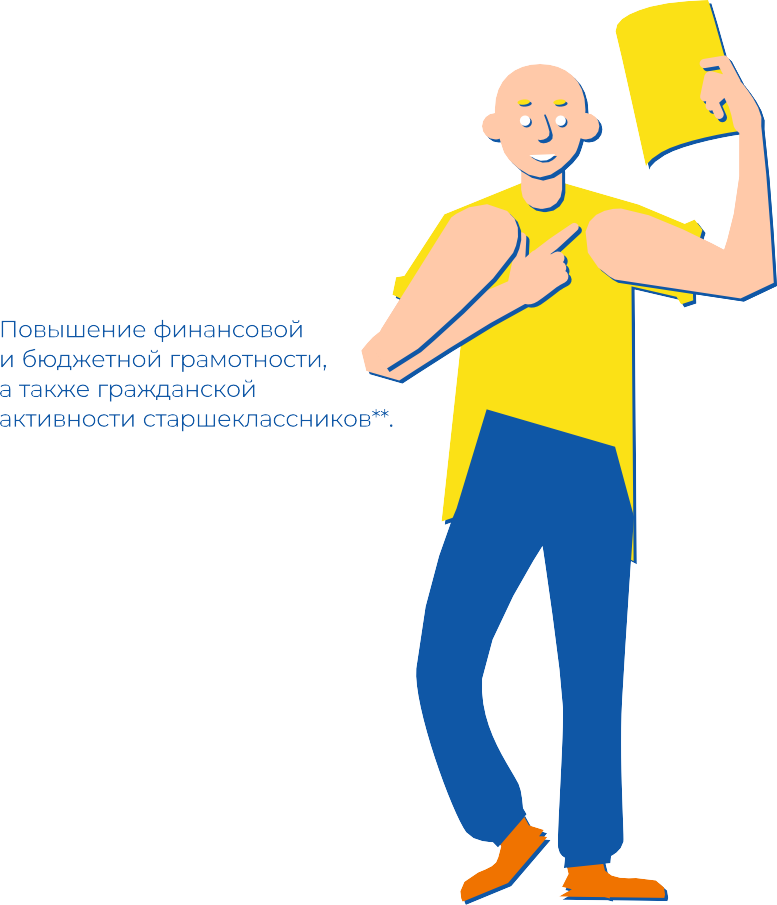 Повышение финансовой
и бюджетной грамотности,
а также гражданской
активности старшеклассников**.